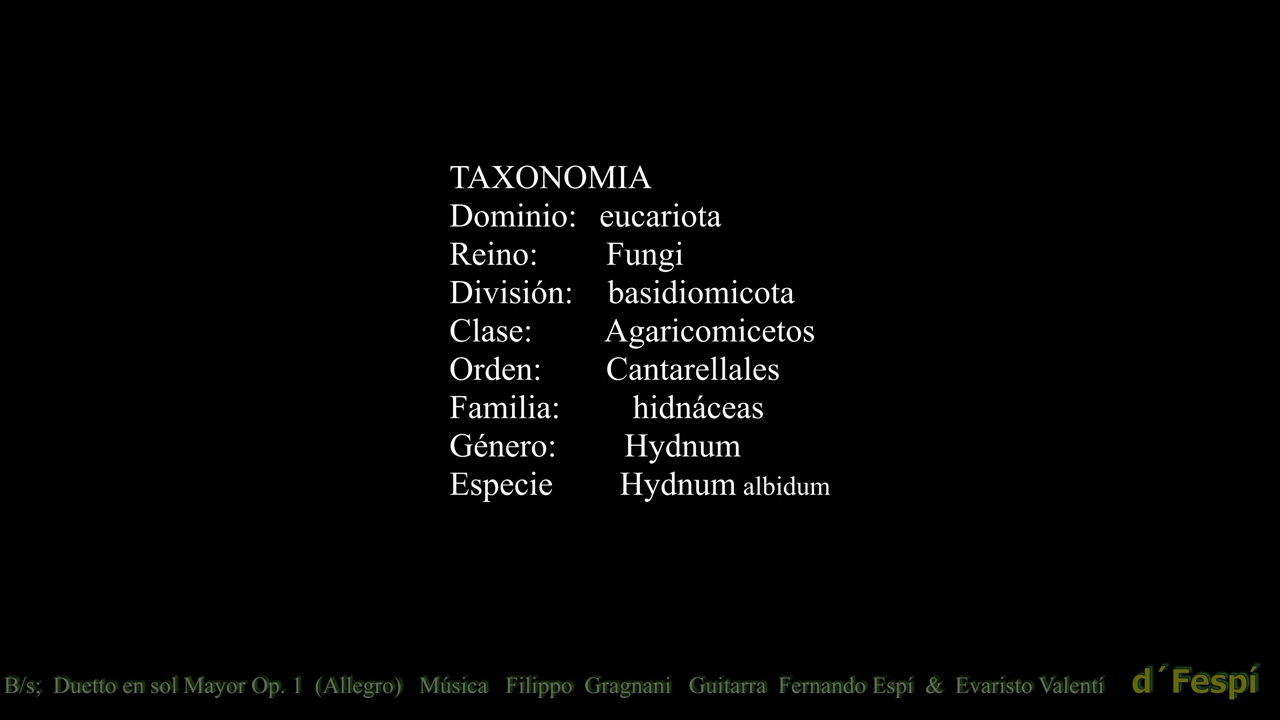 TAXONOMIA
Dominio: eucariota
Reino: Fungi
División: basidiomicota
Clase: Agaricomicetos
Orden: Cantarellales
Familia: hidnáceas
Género: Hydnum
Especie Hydnum albidum
B/s; Duetto en sol Mayor Op. 1 (Allegro) Música Filippo Gragnani Guitarra Fernando Espí & Evaristo Valentí d´Fespí